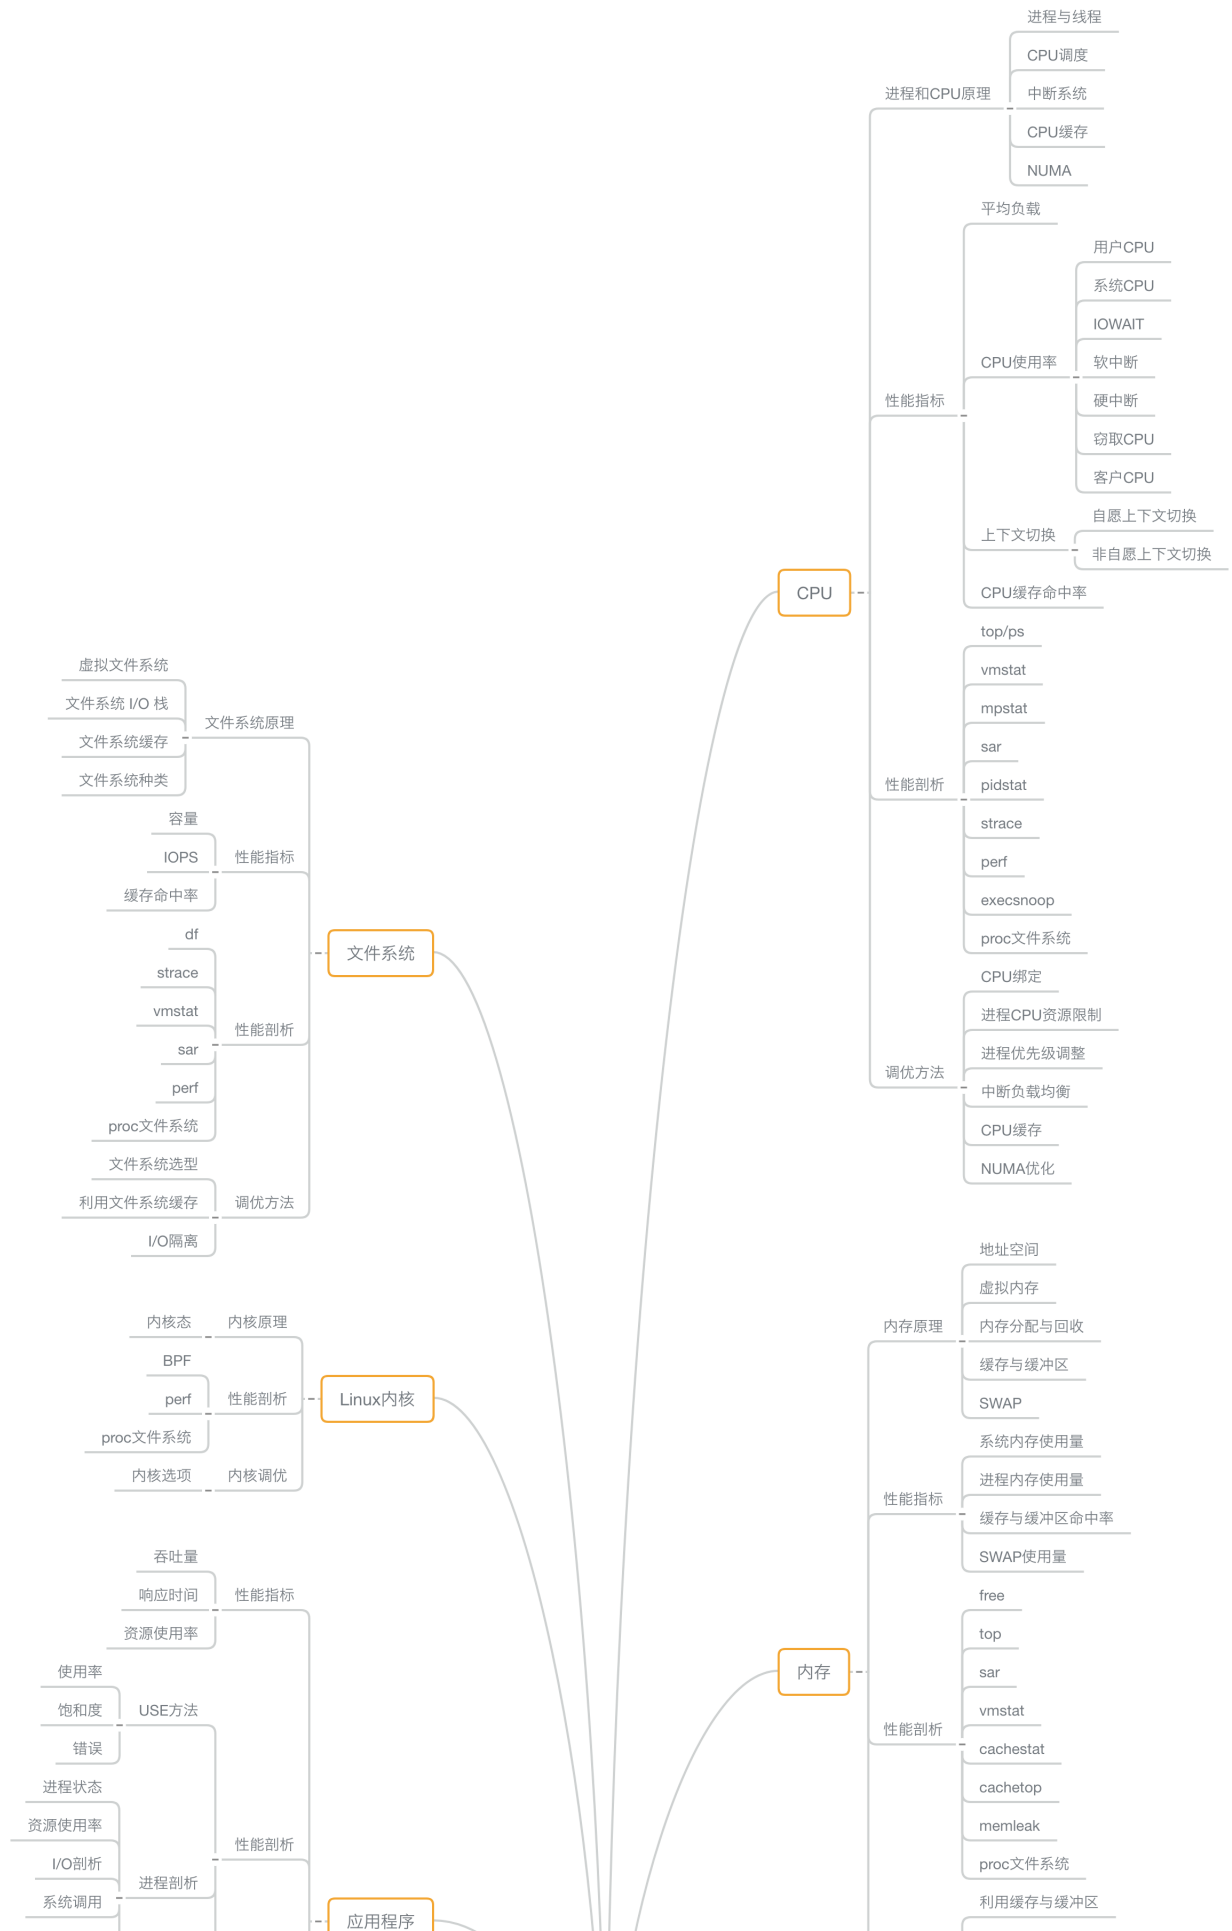 进程与线程
CPU调度
进程和CPU原理
中断系统
CPU缓存
NUMA
平均负载
用户CPU
系统CPU
IOWAIT
CPU使用率
软中断
性能指标
硬中断
窃取CPU
客户CPU
自愿上下文切换
上下文切换
非自愿上下文切换
CPU
CPU缓存命中率
top/ps
vmstat
mpstat
sar
性能剖析
pidstat
strace
perf
execsnoop
proc文件系统
CPU绑定
进程CPU资源限制
进程优先级调整
调优方法
中断负载均衡
CPU缓存
NUMA优化
虚拟文件系统
文件系统 I/O 栈
文件系统原理
文件系统缓存
文件系统种类
容量
IOPS
性能指标
缓存命中率
df
文件系统
strace
vmstat
性能剖析
sar
perf
proc文件系统
文件系统选型
利用文件系统缓存
调优方法
I/O隔离
内核态
内核原理
BPF
perf
性能剖析
Linux内核
proc文件系统
内核选项
内核调优
吞吐量
响应时间
性能指标
资源使用率
使用率
饱和度
USE方法
错误
进程状态
资源使用率
性能剖析
I/O剖析
进程剖析
系统调用
应用程序
地址空间
虚拟内存
内存原理
内存分配与回收
缓存与缓冲区
SWAP
系统内存使用量
进程内存使用量
性能指标
缓存与缓冲区命中率
SWAP使用量
free
top
内存
sar
vmstat
性能剖析
cachestat
cachetop
memleak
proc文件系统
利用缓存与缓冲区